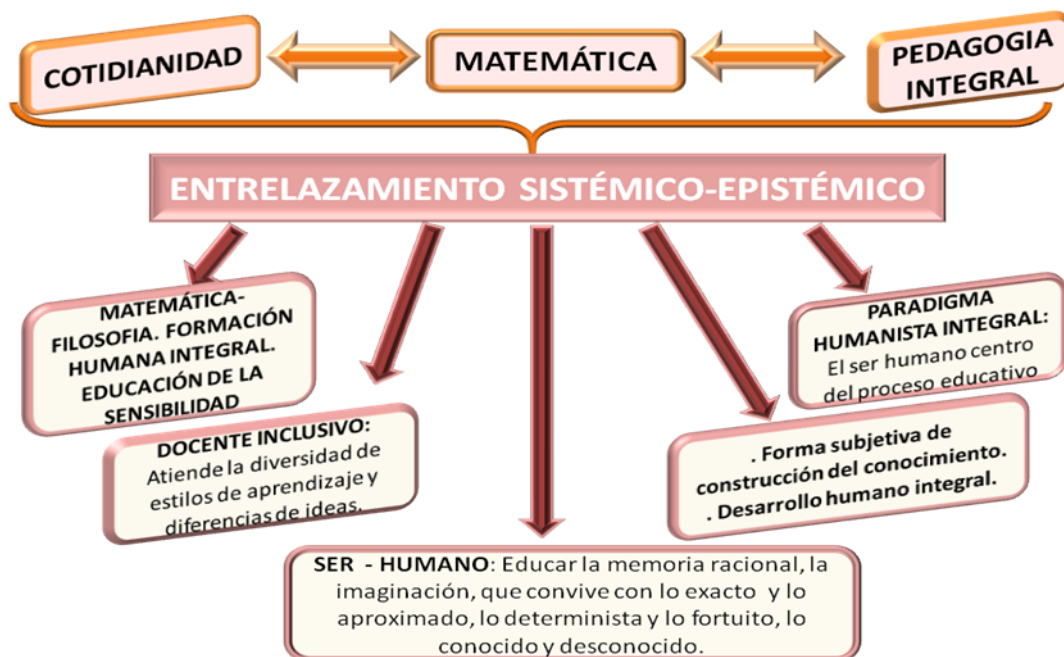 COTIDIANIDAD
MATEMÁTICA
PEDAGOGIA
INTEGRAL
ENTRELAZAMIENTO SISTÉMICO-EPISTÉMICO
MATEMÁTICA-
FILOSOFIA. FORMACIÓN
HUMANA INTEGRAL.
EDUCACIÓN DE LA
SENSIBILIDAD
DOCENTE INCLUSIVO:
Atiende la diversidad de
estilos de aprendizaje y
diferencias de ideas.
SER - HUMANO: Educar la memoria racional, la
imaginación, que convive con lo exacto y lo
aproximado, lo determinista y lo fortuito, lo
conocido y desconocido.
. Forma subjetiva de
construcción del conocimiento.
. Desarrollo humano integral.
PARADIGMA
HUMANISTA INTEGRAL:
El ser humano centro
del proceso educativo